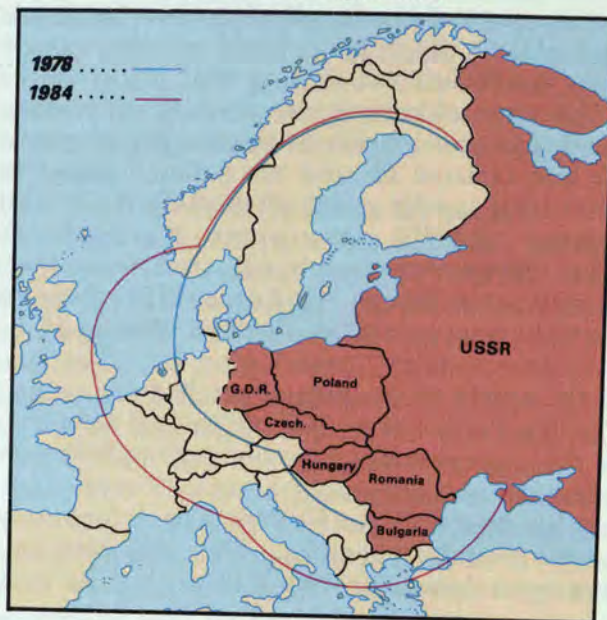 1978 .....
1984 .....
USSR
G.D.R.
Poland
Czech.
Hungary
Romania
Bulgaria